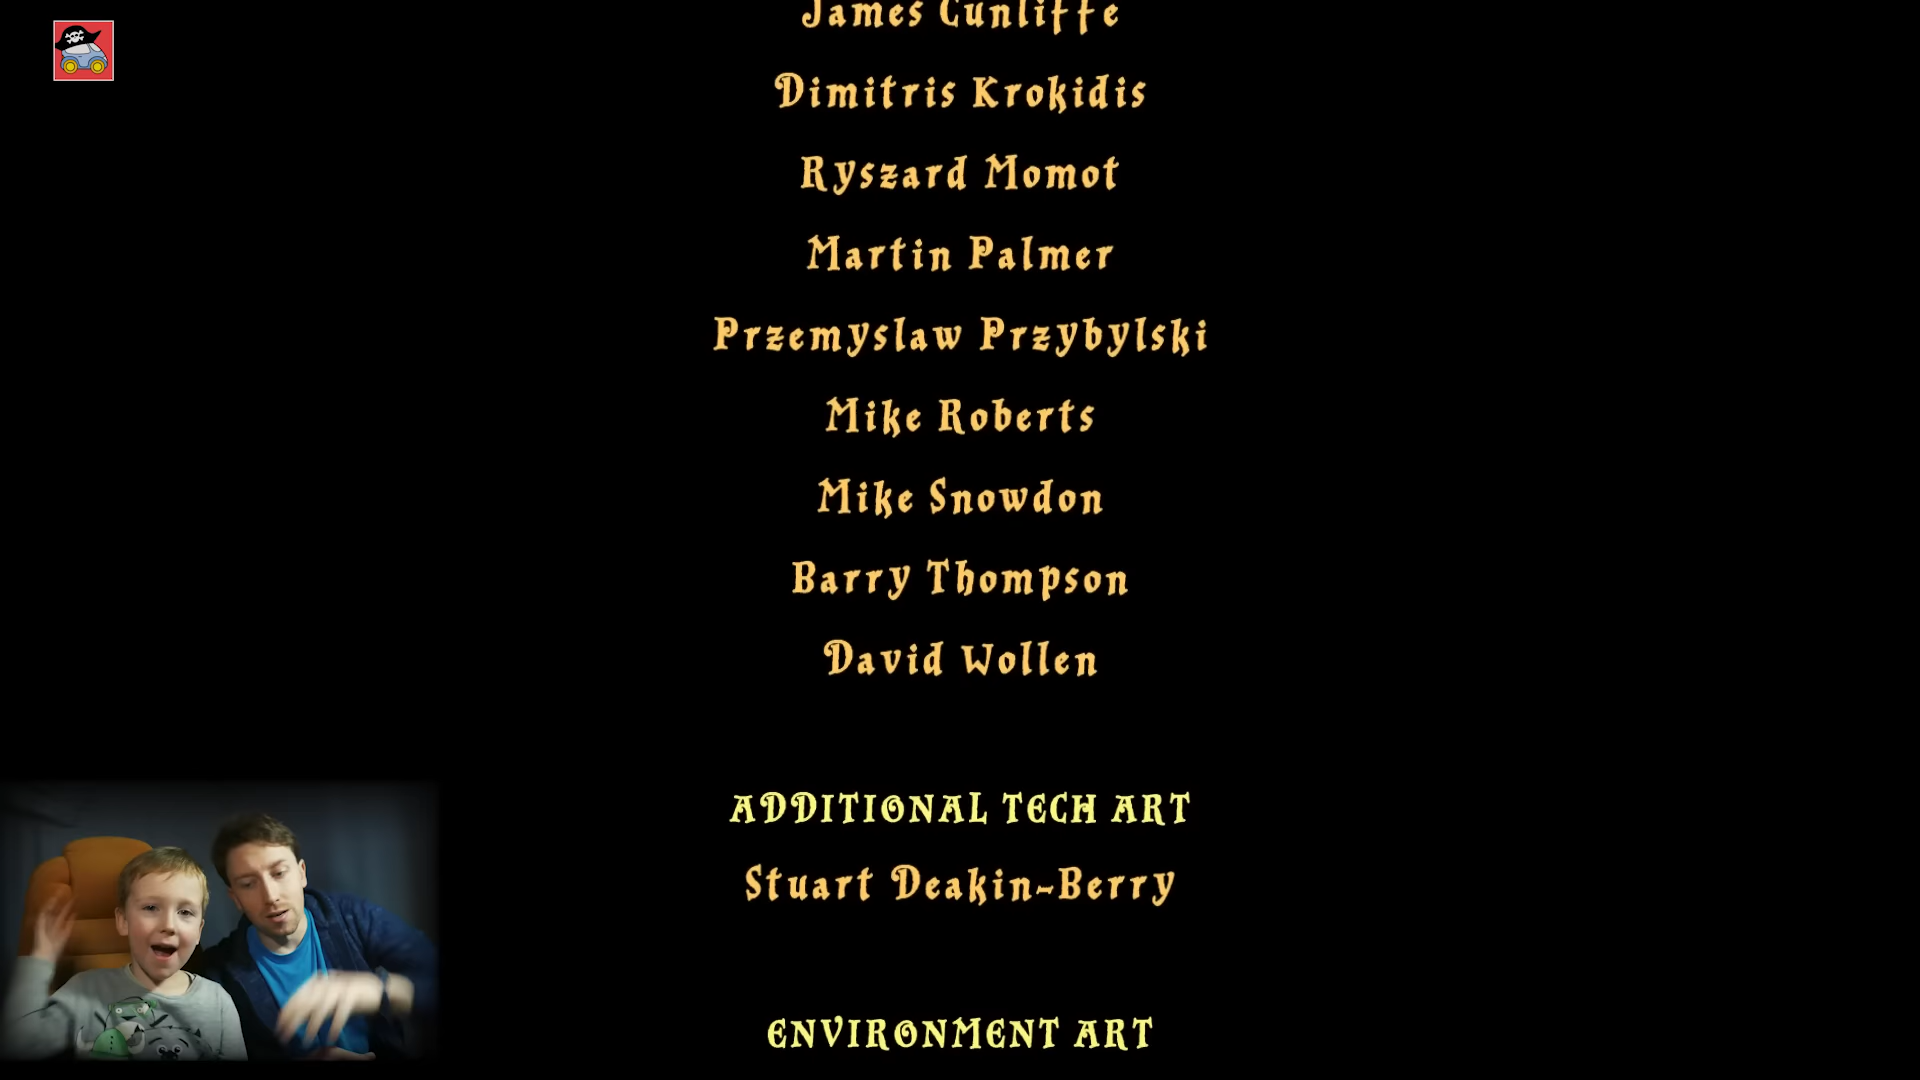 James Cunliffe
Dimitris Krokidis
Ryszard Momot
Martin Palmer
Przemyslaw Przybylski
Mike Roberts
Mike Snowdon
Barry Thompson
David Wollen
ADDITIONAL TECH ART
Stuart Deakin-Berry
ENVIRONMENT ART